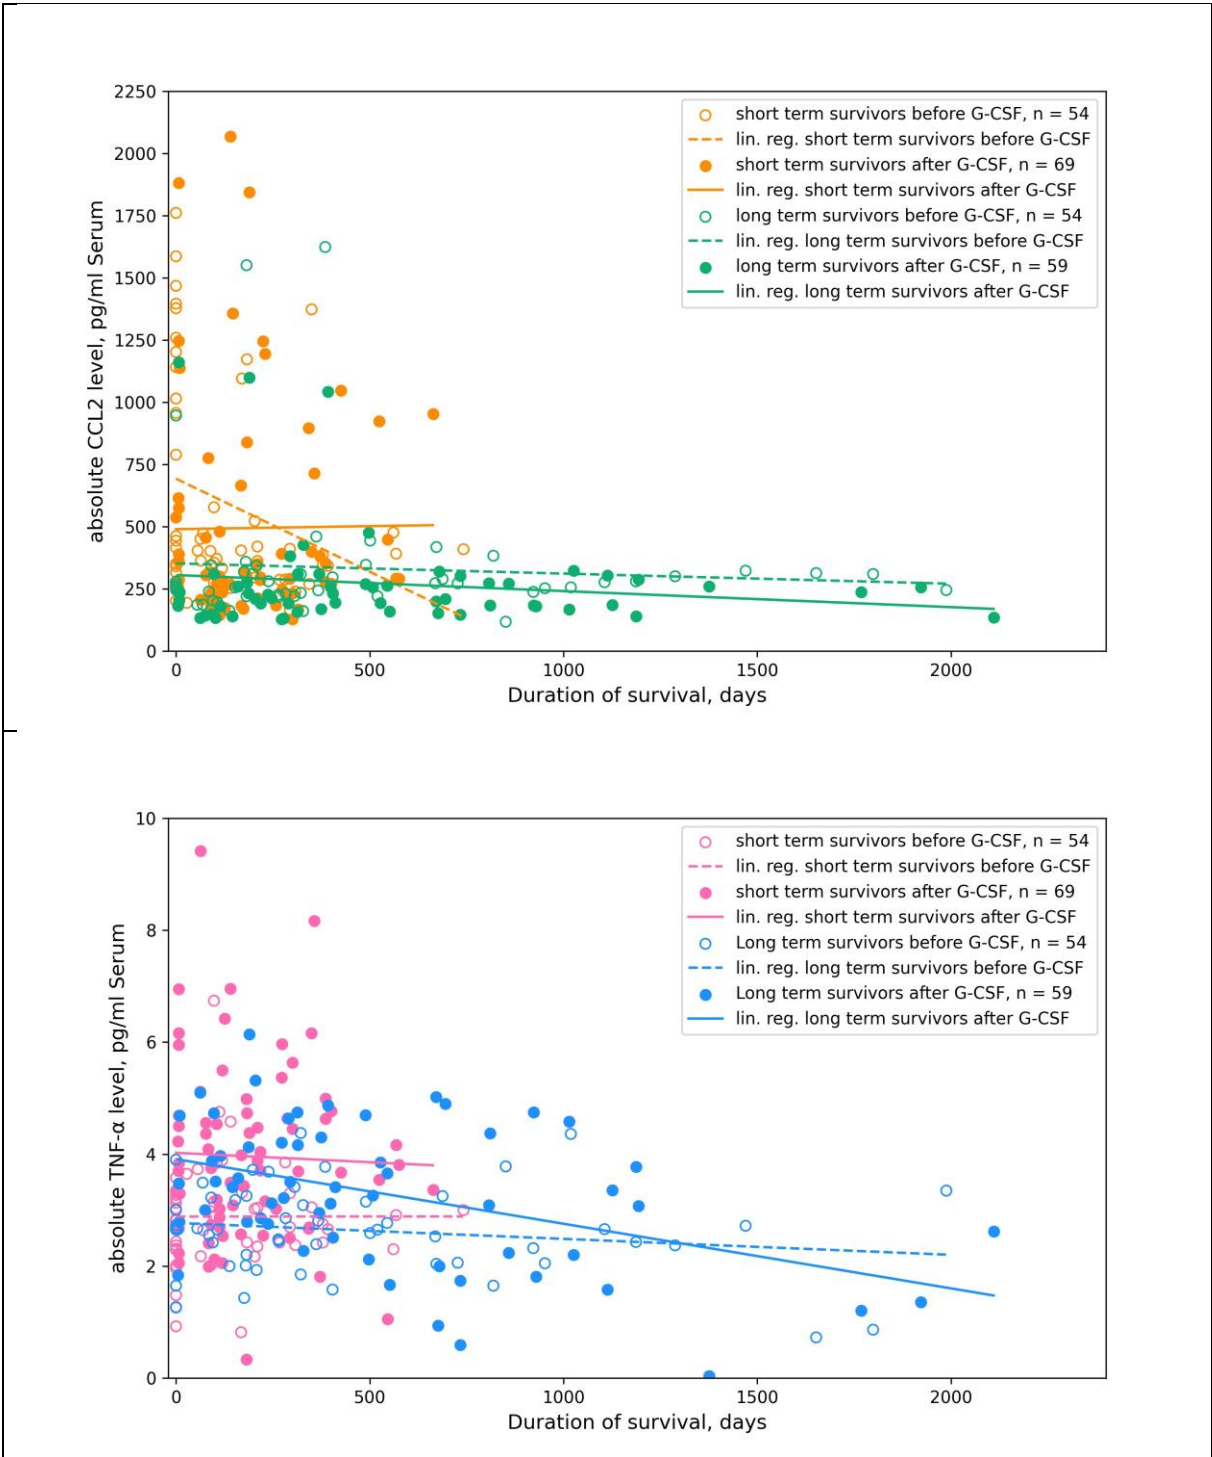 2250
2000
1750
1500
1250
1000
750
500
250
0
absolute CCL2 level, pg/ml Serum
short term survivors before G-CSF, n = 54
lin. reg. short term survivors before G-CSF
short term survivors after G-CSF, n = 69
lin. reg. short term survivors after G-CSF
long term survivors before G-CSF, n = 54
lin. reg. long term survivors before G-CSF
long term survivors after G-CSF, n = 59
lin. reg. long term survivors after G-CSF
0 500 1000 1500 2000
Duration of survival, days
10
8
6
4
2
0
absolute TNF-α level, pg/ml Serum
short term survivors before G-CSF, n = 54
lin. reg. short term survivors before G-CSF
short term survivors after G-CSF, n = 69
lin. reg. short term survivors after G-CSF
Long term survivors before G-CSF, n = 54
lin. reg. long term survivors before G-CSF
Long term survivors after G-CSF, n = 59
lin. reg. long term survivors after G-CSF
0 500 1000 1500 2000
Duration of survival, days